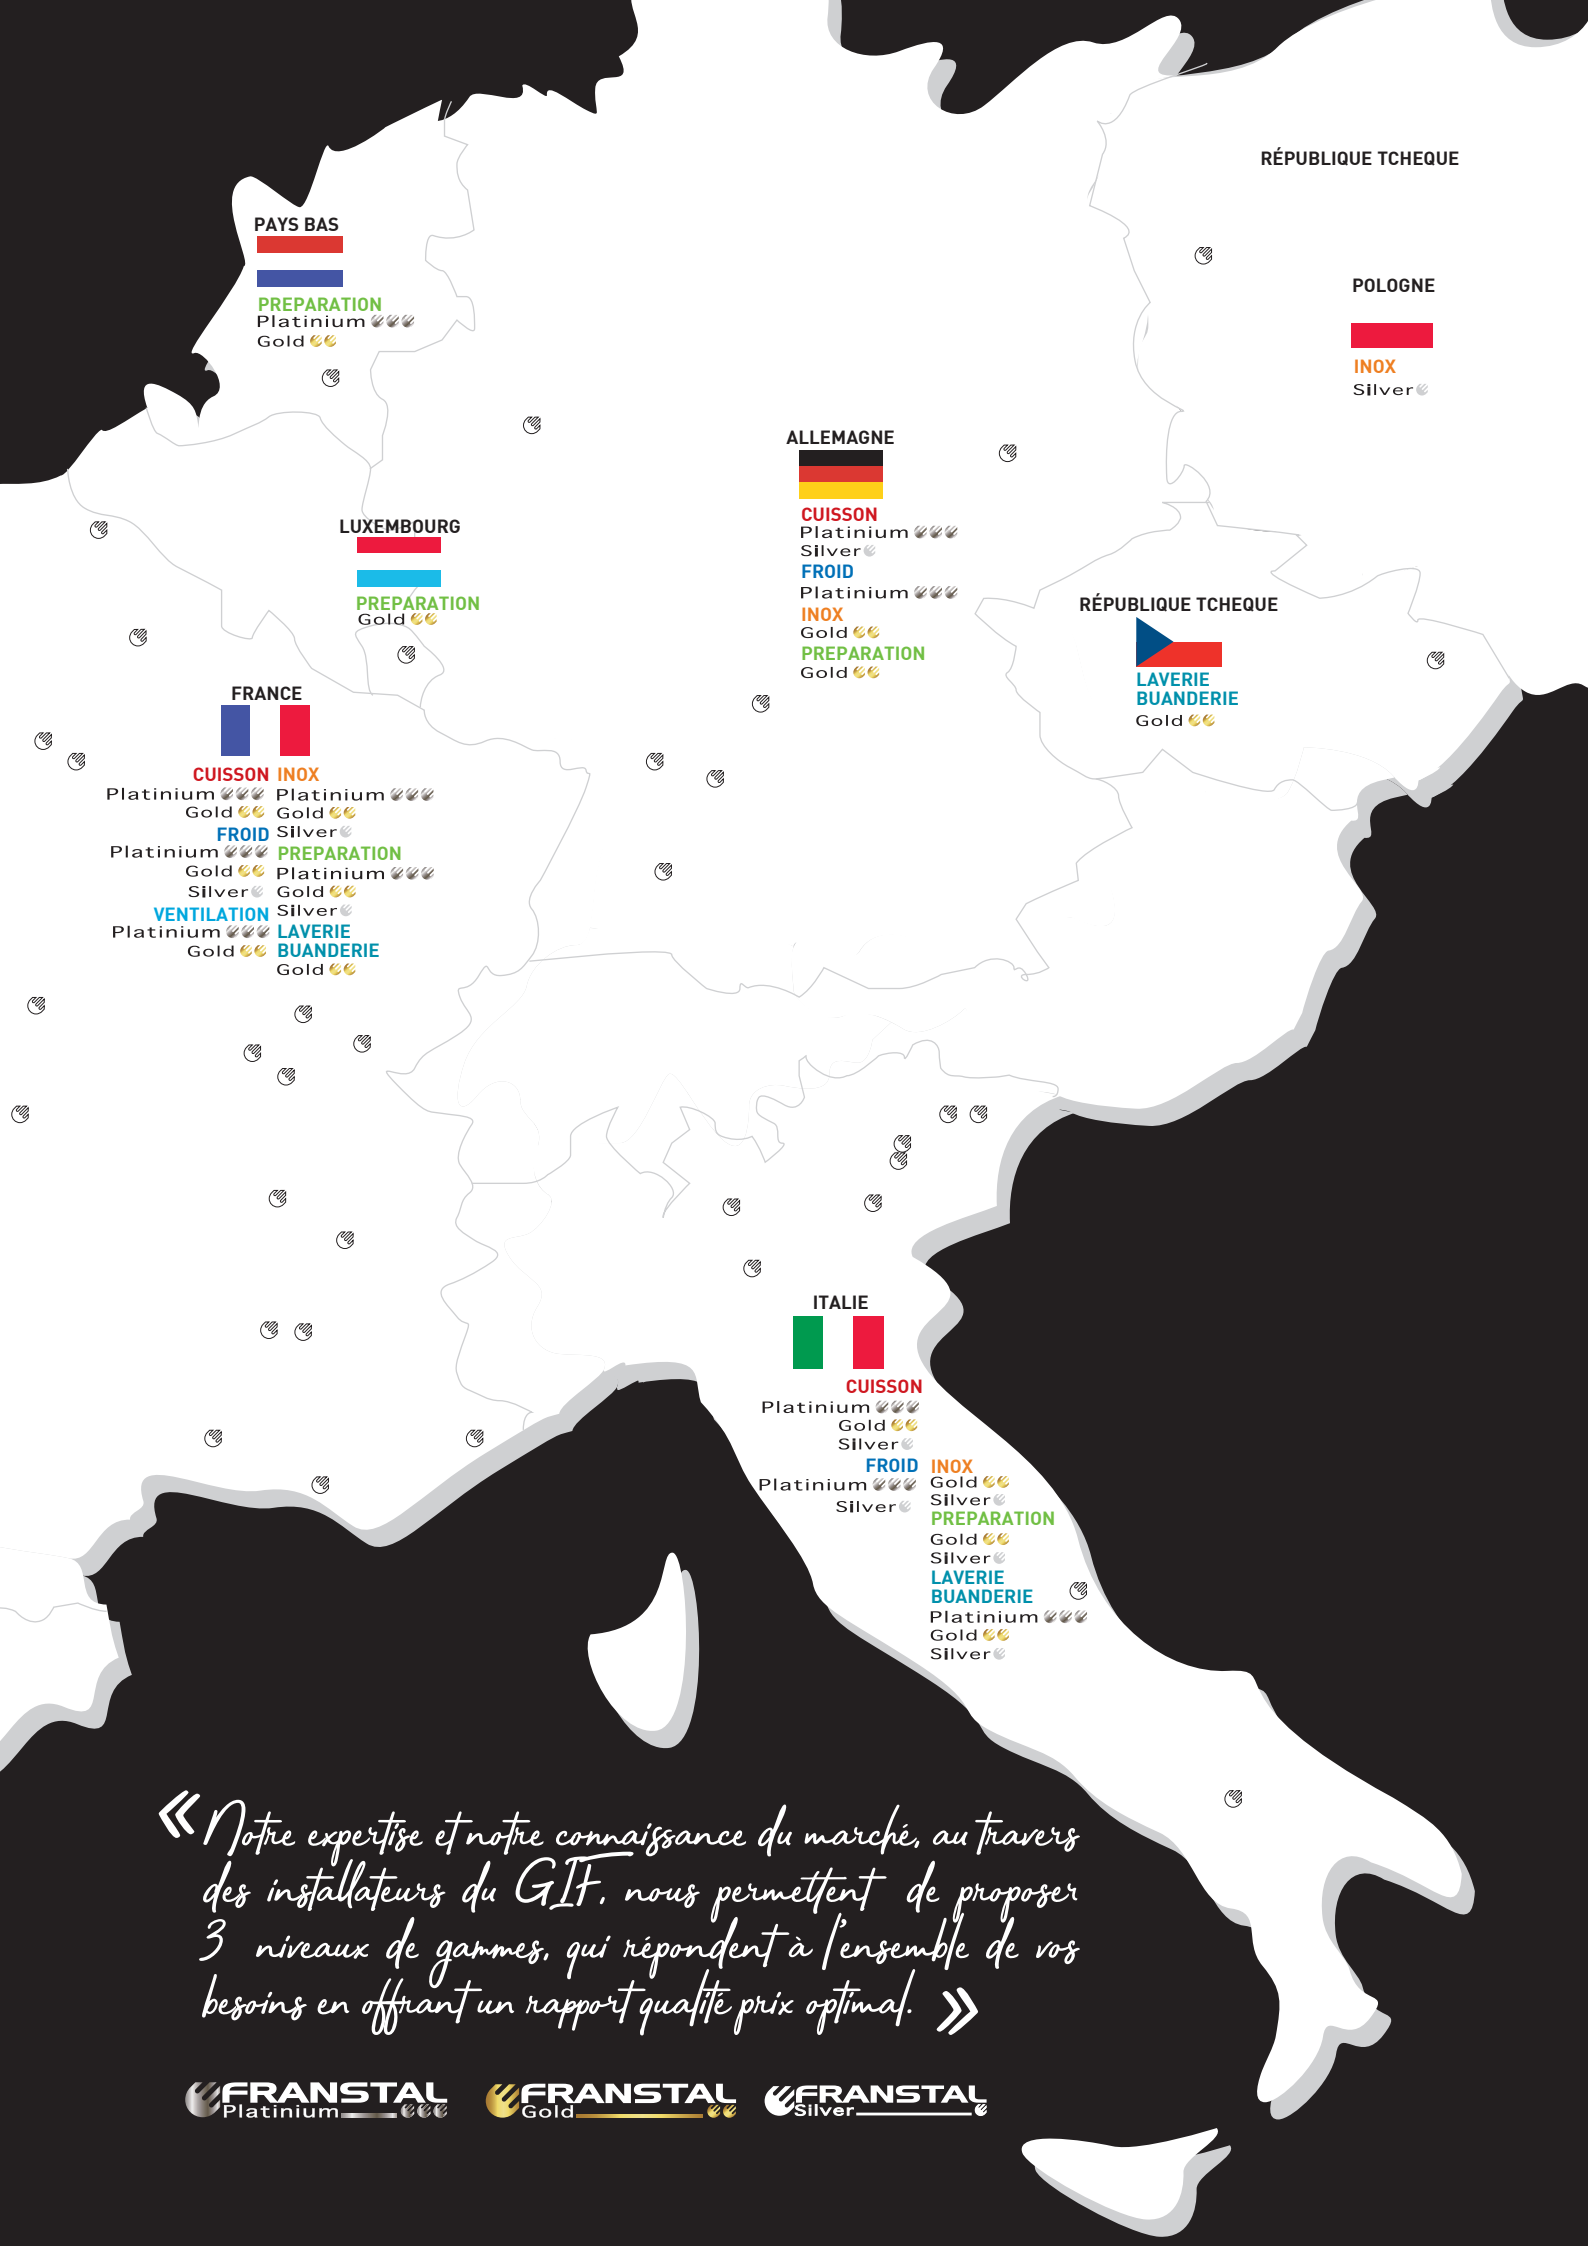 RÉPUBLIQUE TCHEQUE
PAYS BAS
PREPARATION
Platinium
Gold
POLOGNE
INOX
Silver
ALLEMAGNE
CUISSON
Platinium
Silver
FROID
Platinium
INOX
Gold
PREPARATION
Gold
LUXEMBOURG
PREPARATION
Gold
RÉPUBLIQUE TCHEQUE
LAVERIE
BUANDERIE
Gold
FRANCE
CUISSON
Platinium
Gold
FROID
Platinium
Gold
Silver
VENTILATION
Platinium
Gold
INOX
Platinium
Gold
Silver
PREPARATION
Platinium
Gold
Silver
LAVERIE
BUANDERIE
Gold
ITALIE
CUISSON
Platinium
Gold
Silver
FROID
Platinium
Silver
INOX
Gold
Silver
PREPARATION
Gold
Silver
LAVERIE
BUANDERIE
Platinium
Gold
Silver
« Notre expertise et notre connaissance du marché, au travers
des installateurs du GIF, nous permettent de proposer
3 niveaux de gammes, qui répondent à l'ensemble de vos
besoins en offrant un rapport qualité prix optimal. »
FRANSTAL
Platinium
FRANSTAL
Gold
FRANSTAL
Silver